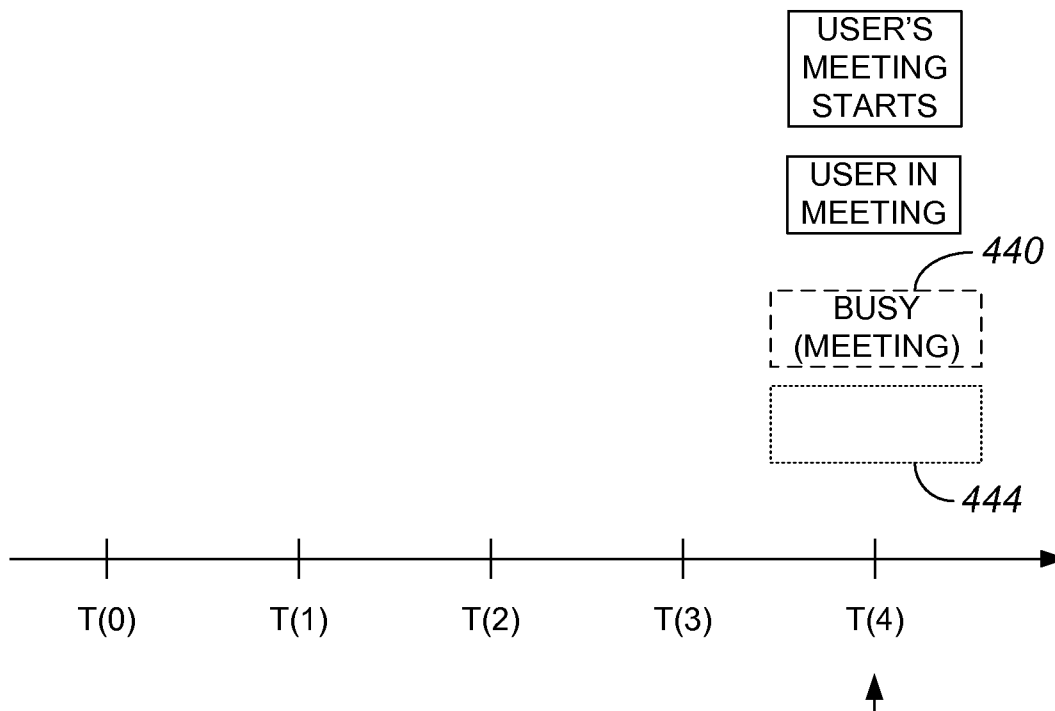 USER'S
MEETING
STARTS
USER IN
MEETING
440
BUSY
(MEETING)
444
T(0) T(1) T(2) T(3) T(4)